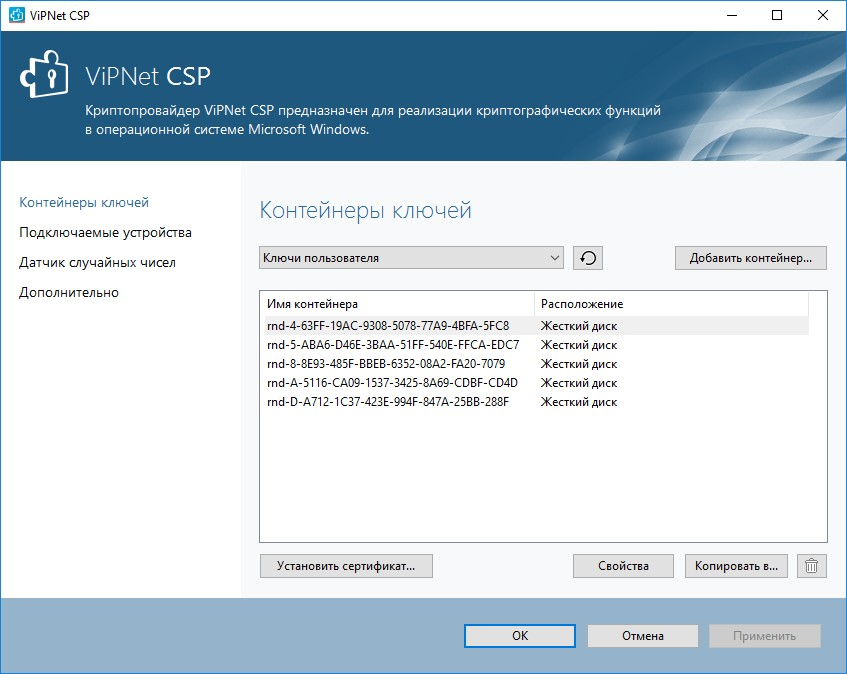 ViPNet CSP
ViPNet CSP
Криптопровайдер ViPNet CSP предназначен для реализации криптографических функций
в операционной системе Microsoft Windows.
Контейнеры ключей
Подключаемые устройства
Датчик случайных чисел
Дополнительно
Контейнеры ключей
Ключи пользователя
Добавить контейнер...
Имя контейнера Расположение
rnd-4-63FF-19AC-9308-5078-77A9-4BFA-5FC8 Жесткий диск
rnd-5-ABA6-D46E-3BAA-51FF-540E-FFCA-EDC7 Жесткий диск
rnd-8-8E93-485F-BBEB-6352-08A2-FA20-7079 Жесткий диск
rnd-A-5116-CA09-1537-3425-8A69-CDBF-CD4D Жесткий диск
rnd-D-A712-1C37-423E-994F-847A-25BB-288F Жесткий диск
Установить сертификат... Свойства Копировать в...
OK Отмена Применить